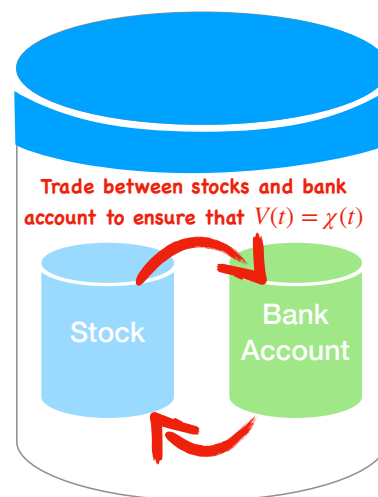 Trade between stocks and bank
account to ensure that V(t) = χ(t)
Stock
Bank
Account